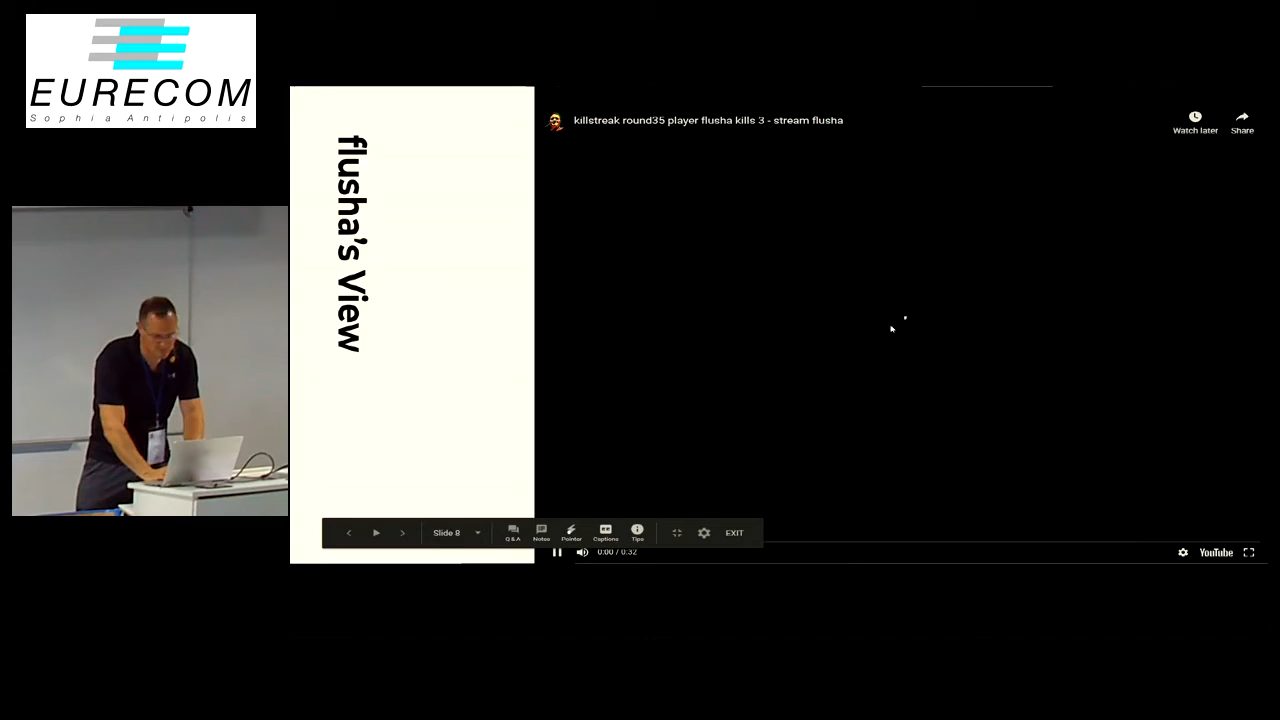 EURECOM
Sophia Antipolis
flusha's View
killstreak round35 player flusha kills 3 - stream flusha
Watch later
Share
Slide 8
Q & A
Notes
Pointer
Captions
Tips
EXIT
0:00 / 0:32
YouTube